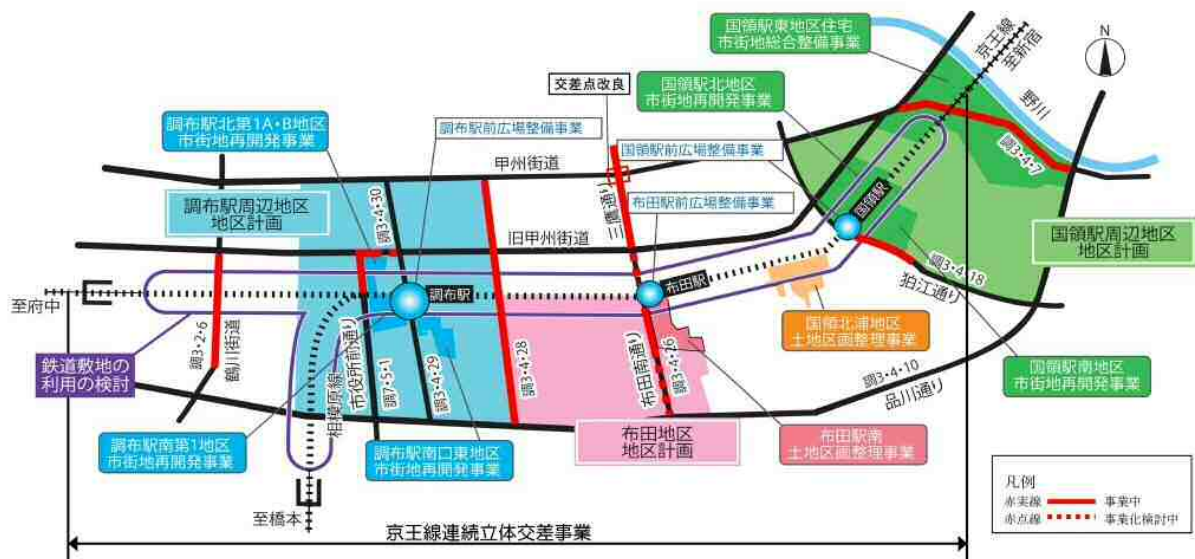 国領駅東地区住宅
市街地総合整備事業
京王線
至新宿
N
国領駅北地区
市街地再開発事業
野川
交差点改良
調布駅北第1A・B地区
市街地再開発事業
調布駅前広場整備事業
国領駅前広場整備事業
甲州街道
調3・4・7
三鷹通り
布田駅前広場整備事業
調布駅周辺地区
地区計画
調3・4・30
国領駅
国領駅周辺地区
地区計画
旧甲州街道
調3・4・18
狛江通り
布田駅
調布駅
至府中
国領北浦地区
土地区画整理事業
鉄道敷地の
利用の検討
調3・2・6
鶴川街道
相模原線
市役所前通り
調7・5・1
調3・4・29
調3・4・28
布田南通り
調3・4・26
調3・4・10
品川通り
国領駅南地区
市街地再開発事業
調布駅南第1地区
市街地再開発事業
調布駅南口東地区
市街地再開発事業
布田地区
地区計画
布田駅南
土地区画整理事業
至橋本
凡例
赤実線 事業中
赤点線 事業化検討中
京王線連続立体交差事業